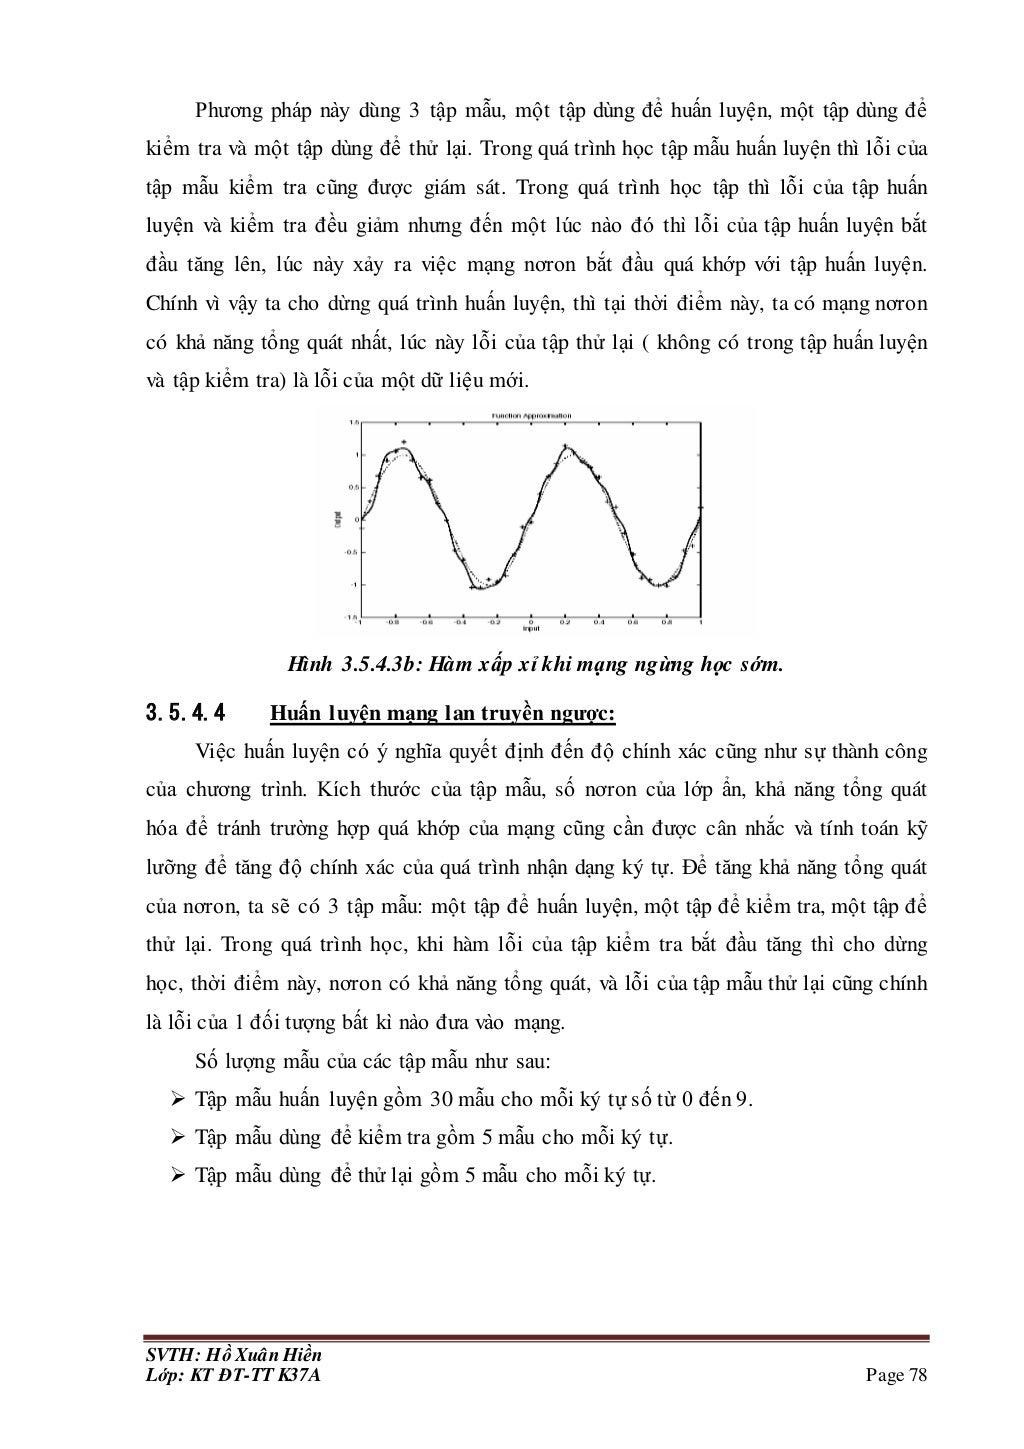 Phương pháp này dùng 3 tập mẫu, một tập dùng để huấn luyện, một tập dùng để
kiểm tra và một tập dùng để thử lại. Trong quá trình học tập mẫu huấn luyện thì lỗi của
tập mẫu kiểm tra cũng được giám sát. Trong quá trình học tập thì lỗi của tập huấn
luyện và kiểm tra đều giảm nhưng đến một lúc nào đó thì lỗi của tập huấn luyện bắt
đầu tăng lên, lúc này xảy ra việc mạng nơron bắt đầu quá khớp với tập huấn luyện.
Chính vì vậy ta cho dừng quá trình huấn luyện, thì tại thời điểm này, ta có mạng nơron
có khả năng tổng quát nhất, lúc này lỗi của tập thử lại ( không có trong tập huấn luyện
và tập kiểm tra) là lỗi của một dữ liệu mới.
Function Approximation
1.5
1
0.5
0
-0.5
-1
-1.5
Output
-1 -0.8 -0.6 -0.4 -0.2 0 0.2 0.4 0.6 0.8 1
Input
Hình 3.5.4.3b: Hàm xấp xỉ khi mạng ngừng học sớm.
3.5.4.4 Huấn luyện mạng lan truyền ngược:
Việc huấn luyện có ý nghĩa quyết định đến độ chính xác cũng như sự thành công
của chương trình. Kích thước của tập mẫu, số nơron của lớp ẩn, khả năng tổng quát
hóa để tránh trường hợp quá khớp của mạng cũng cần được cân nhắc và tính toán kỹ
lưỡng để tăng độ chính xác của quá trình nhận dạng ký tự. Để tăng khả năng tổng quát
của nơron, ta sẽ có 3 tập mẫu: một tập để huấn luyện, một tập để kiểm tra, một tập để
thử lại. Trong quá trình học, khi hàm lỗi của tập kiểm tra bắt đầu tăng thì cho dừng
học, thời điểm này, nơron có khả năng tổng quát, và lỗi của tập mẫu thử lại cũng chính
là lỗi của 1 đối tượng bất kì nào đưa vào mạng.
Số lượng mẫu của các tập mẫu như sau:
➢ Tập mẫu huấn luyện gồm 30 mẫu cho mỗi ký tự số từ 0 đến 9.
➢ Tập mẫu dùng để kiểm tra gồm 5 mẫu cho mỗi ký tự.
➢ Tập mẫu dùng để thử lại gồm 5 mẫu cho mỗi ký tự.
SVTH: Hồ Xuân Hiền
Lớp: KT ĐT-TT K37A Page 78